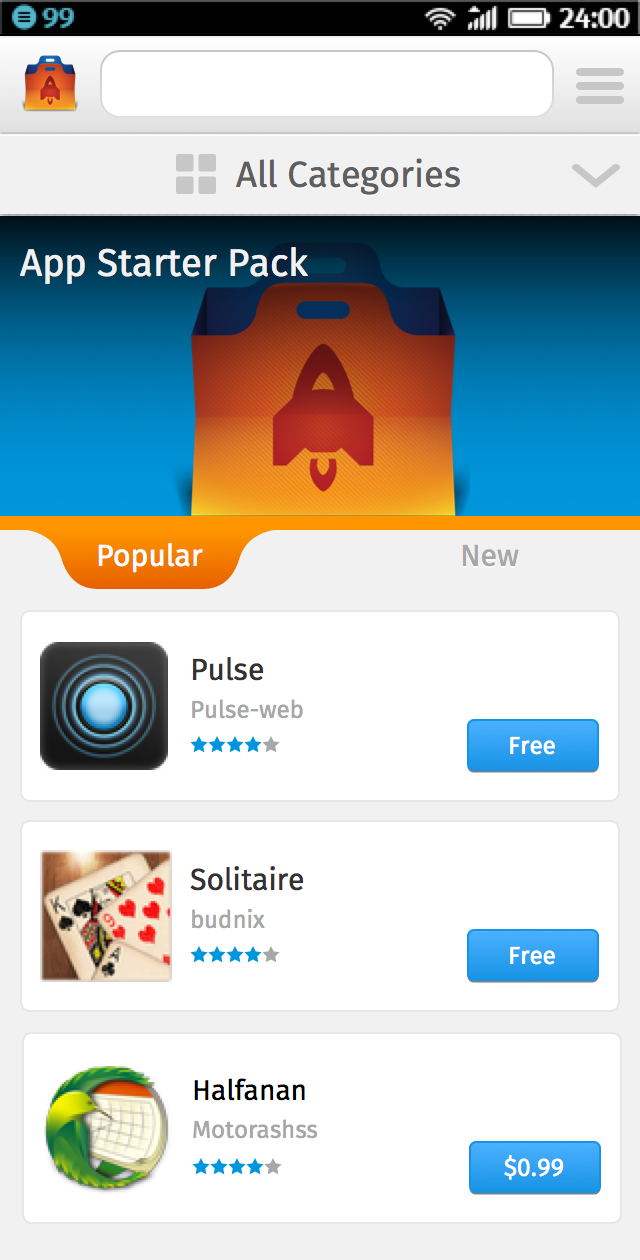 99
24:00
All Categories
App Starter Pack
Popular
New
Pulse
Pulse-web
Free
Solitaire
budnix
Free
Halfanan
Motorashss
$0.99